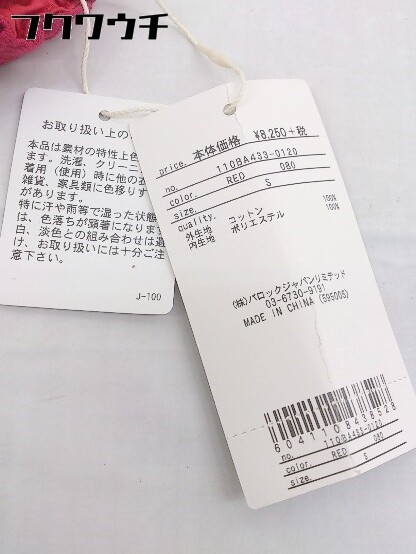 フクウウチ
お取り扱い上の
本品は素材の特性上色
ます。洗濯、クリーニ
着用(使用)時に他の衣
雑貨、家具類に色移りす
があります。
特に汗や雨等で湿った状態
は、色落ちが顕著になります
白、淡色との組み合わせは避
け、お取り扱いには十分ご注
意下さい。
J-100
price. 本体価格 ¥8,250+税
no. 110BA433-0120
color. RED 080
size. S
quality.
外生地 コットン 100%
内生地 ポリエステル 100%
(株)バロックジャパンリミテッド
03-6730-9191
MADE IN CHINA (595005)
6041108438528
no. 110BA433-0120
color. RED 080
size. S